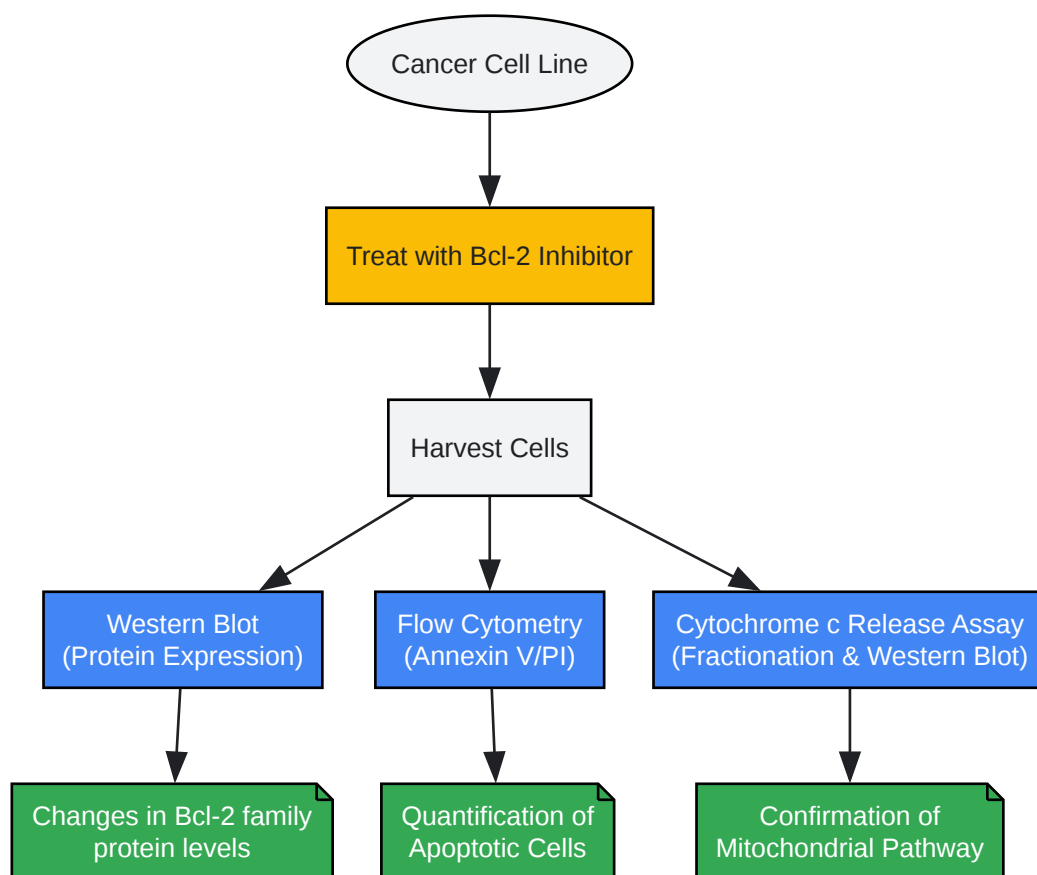 Cancer Cell Line
Treat with Bcl-2 Inhibitor
Harvest Cells
Western Blot
(Protein Expression)
Flow Cytometry
(Annexin V/PI)
Cytochrome c Release Assay
(Fractionation & Western Blot)
Changes in Bcl-2 family
protein levels
Quantification of
Apoptotic Cells
Confirmation of
Mitochondrial Pathway